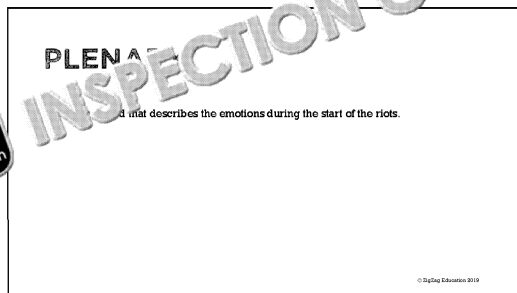 PLENA
INSPECTION
that describes the emotions during the start of the riots.
© ZigZag Education 2019